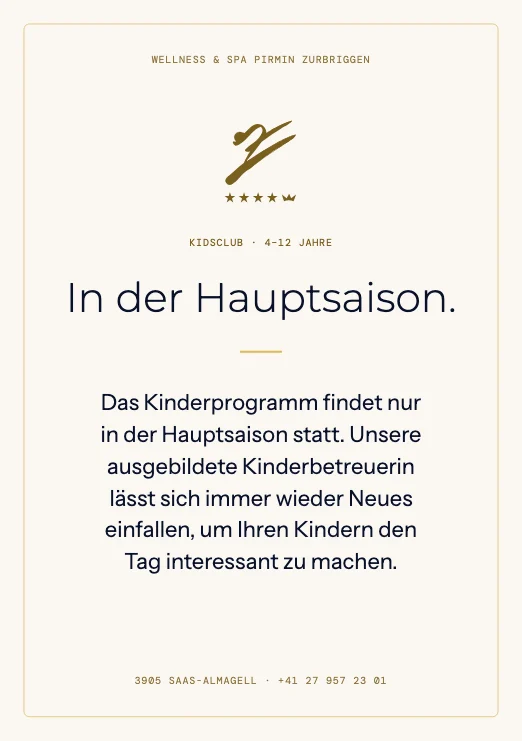 WELLNESS & SPA PIRMIN ZURBRIGGEN
KIDSCLUB · 4–12 JAHRE
In der Hauptsaison.
Das Kinderprogramm findet nur
in der Hauptsaison statt. Unsere
ausgebildete Kinderbetreuerin
lässt sich immer wieder Neues
einfallen, um Ihren Kindern den
Tag interessant zu machen.
3905 SAAS-ALMAGELL · +41 27 957 23 01